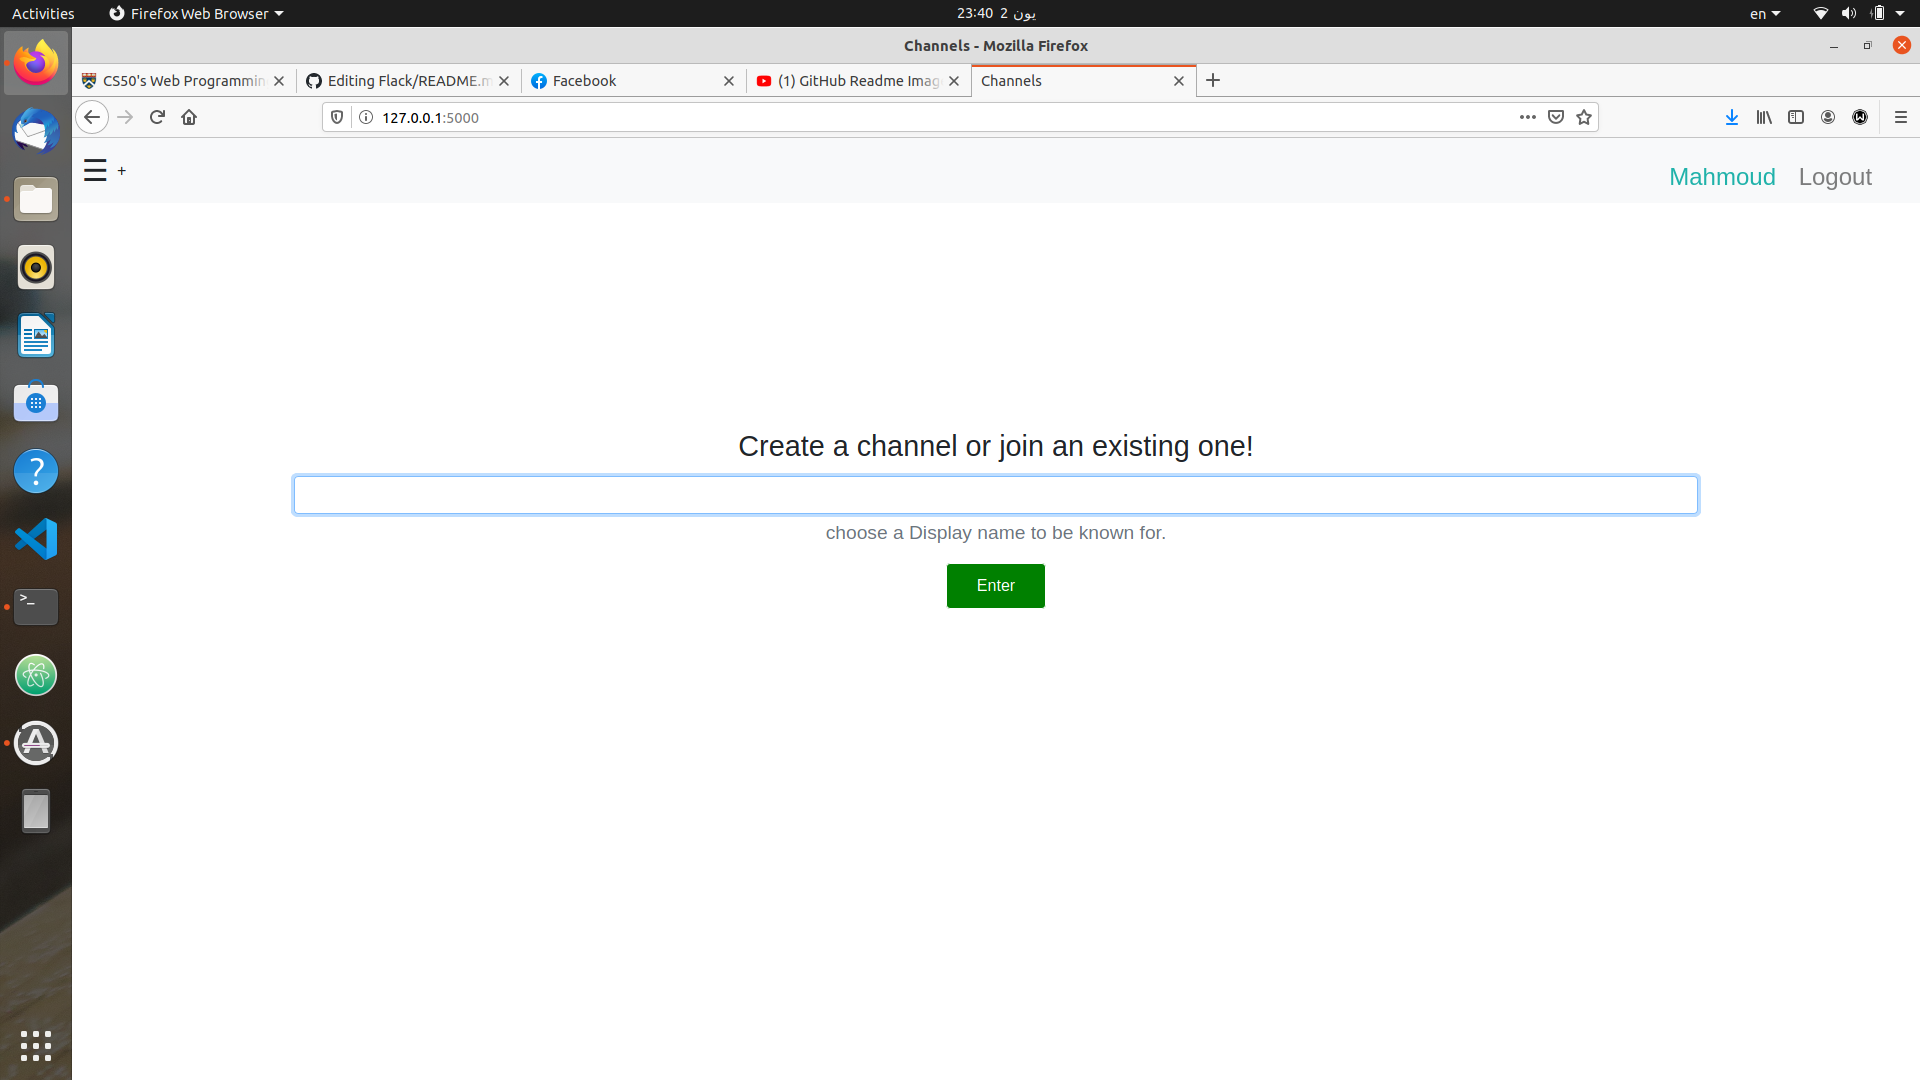 Activities
Firefox Web Browser
23:40 2 يون
en
Channels - Mozilla Firefox
CS50's Web Programmin
Editing Flack/README.m
Facebook
(1) GitHub Readme Imag
Channels
127.0.0.1:5000
☰ +
Mahmoud
Logout
Create a channel or join an existing one!
choose a Display name to be known for.
Enter